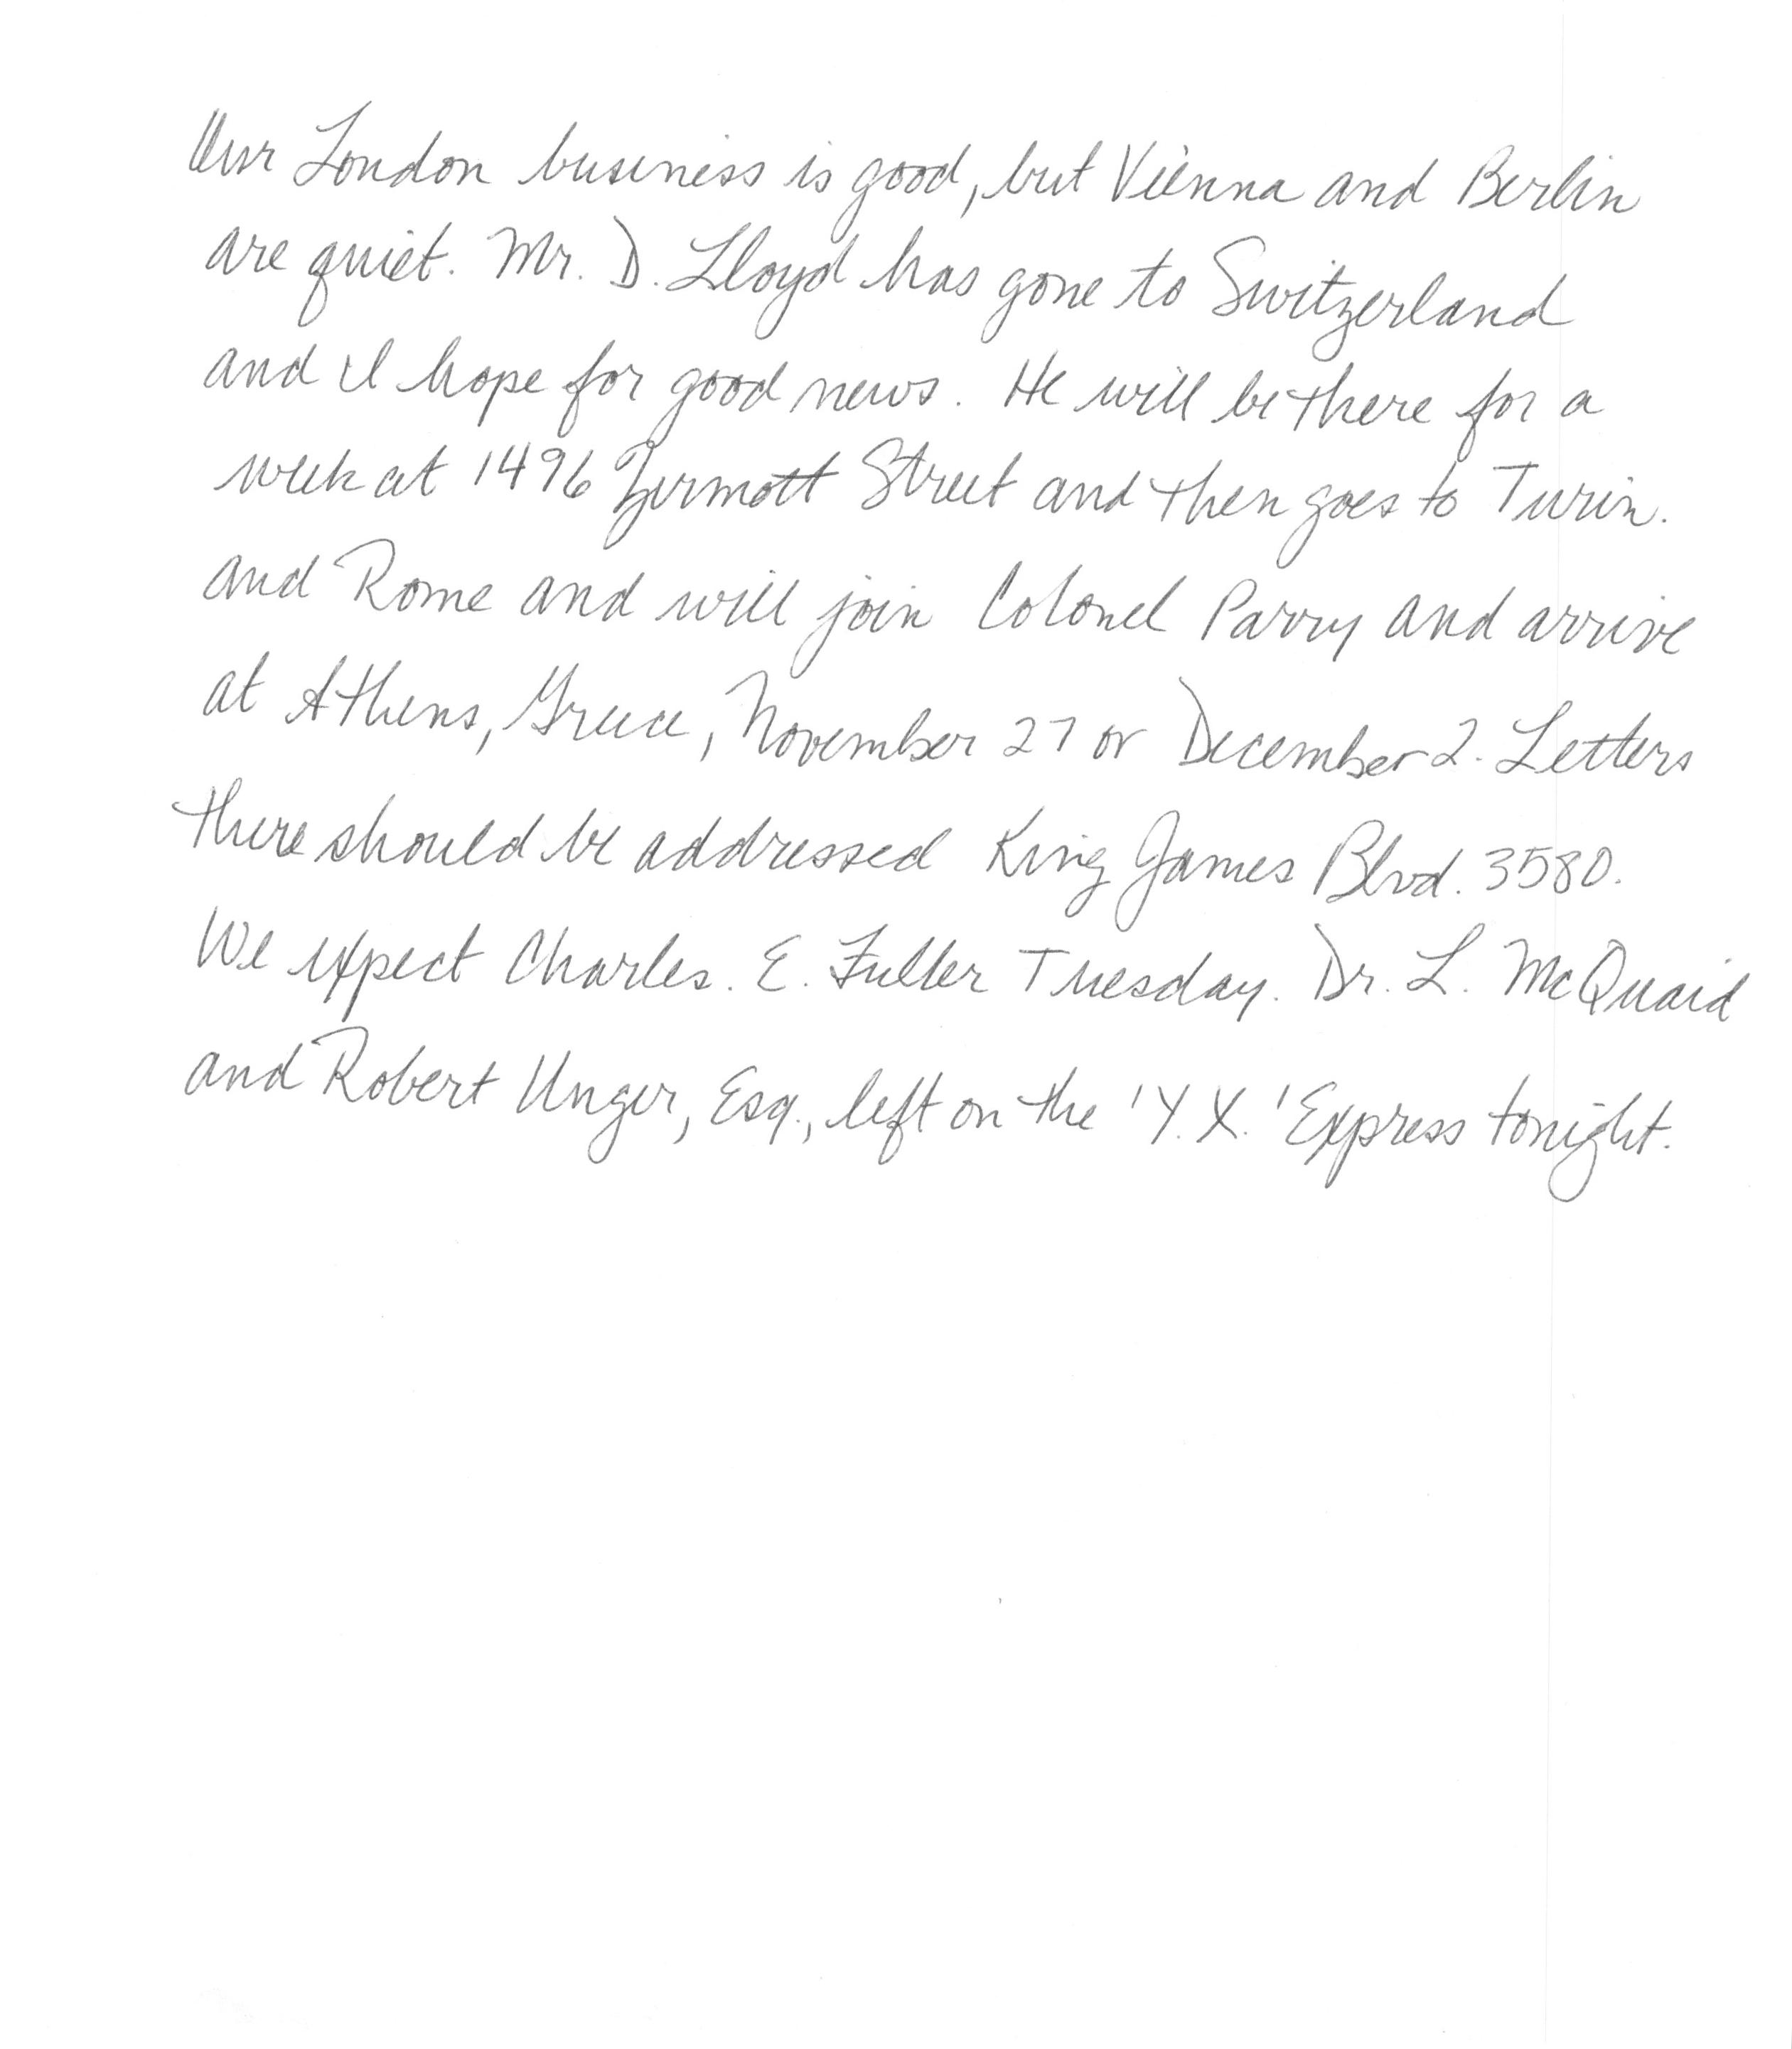 Our London business is good, but Vienna and Berlin
are quiet. Mr. D. Lloyd has gone to Switzerland
and I hope for good news. He will be there for a
week at 1496 Zermott Street and then goes to Turin.
and Rome and will join Colonel Parry and arrive
at Athens, Greece, November 27 or December 2. Letters
there should be addressed King James Blvd. 3580.
We expect Charles. E. Fuller Tuesday. Dr. L. McQuaid
and Robert Unger, Esq., left on the 'Y.X.' Express tonight.